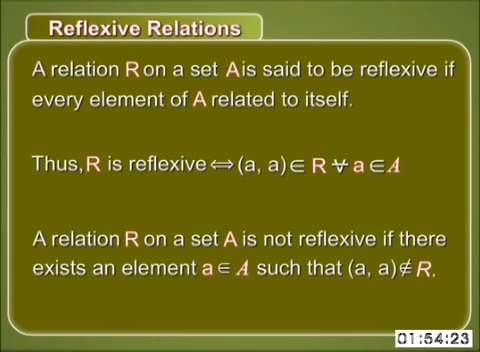 Reflexive Relations
A relation R on a set A is said to be reflexive if
every element of A related to itself.
Thus, R is reflexive ⇔ (a, a) ∈ R ∀ a ∈ A
A relation R on a set A is not reflexive if there
exists an element a ∈ A such that (a, a) ∉ R.
01:54:23